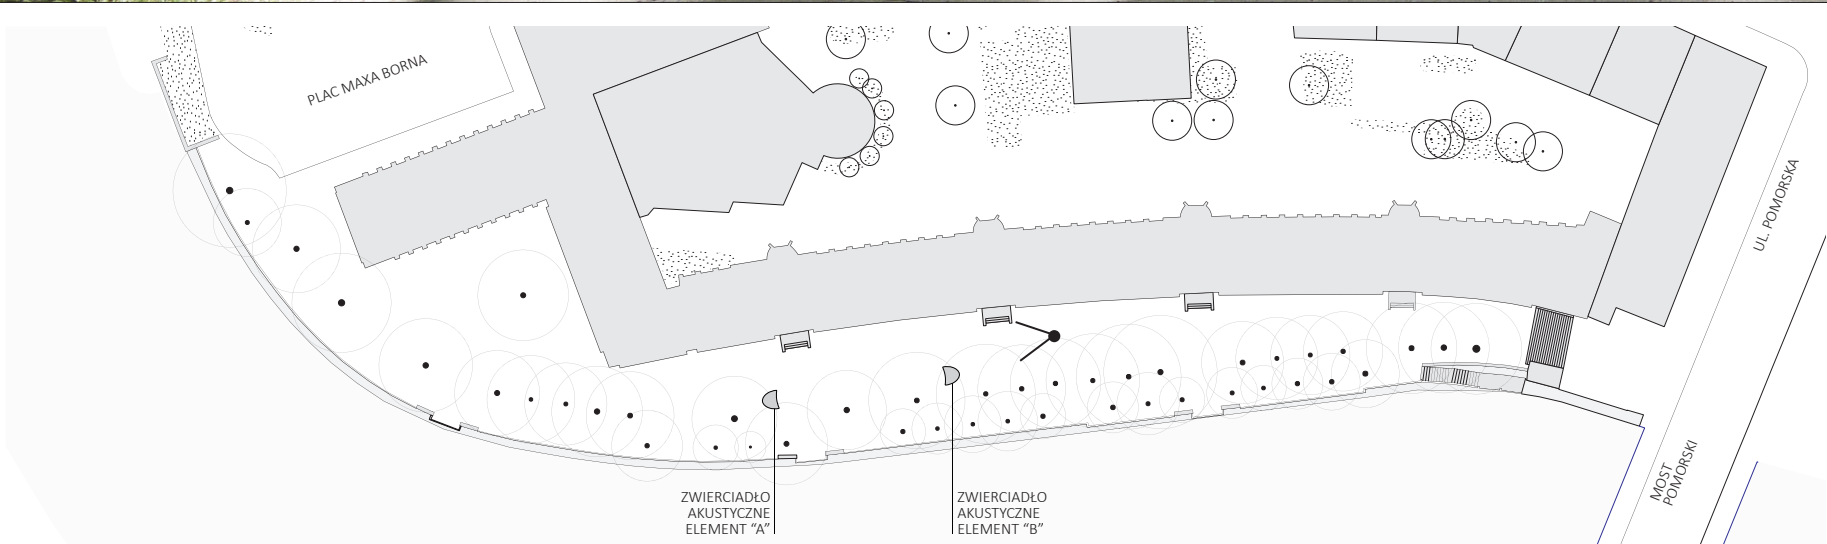 PLAC MAXA BORNA
UL. POMORSKA
MOST
POMORSKI
ZWIERCIADŁO
AKUSTYCZNE
ELEMENT “A”
ZWIERCIADŁO
AKUSTYCZNE
ELEMENT “B”